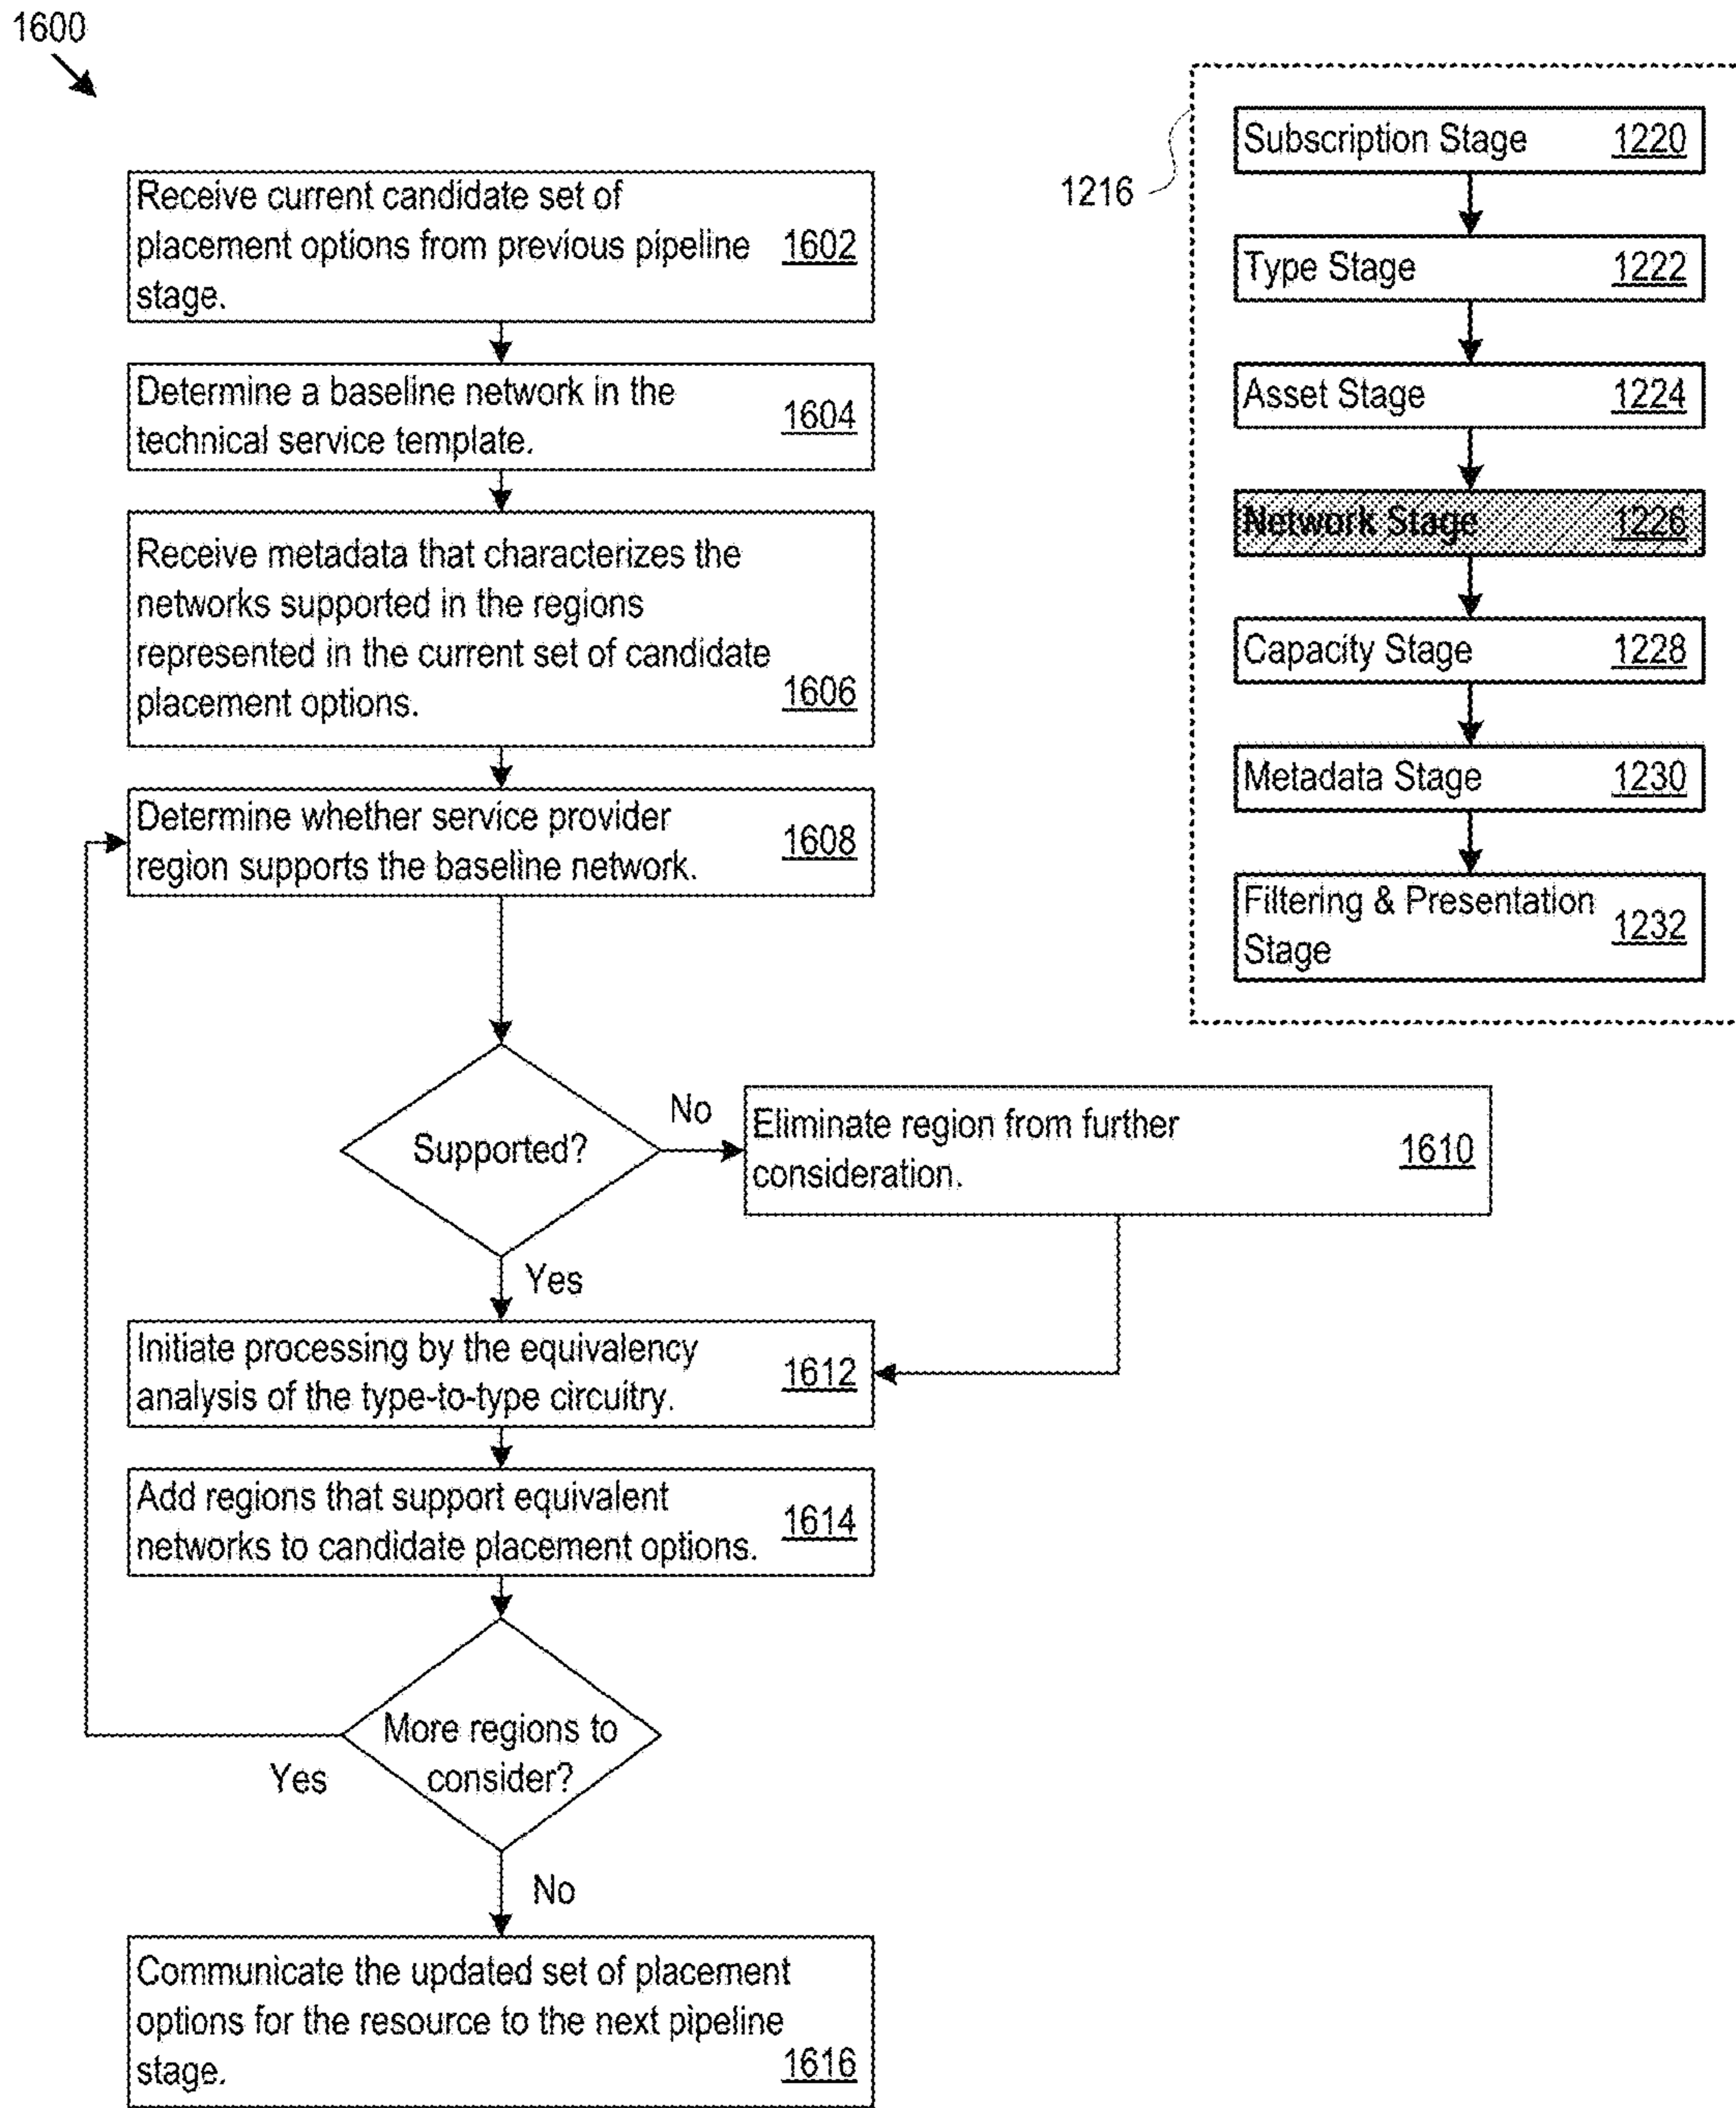 1600
Receive current candidate set of
placement options from previous pipeline 1602
stage.
Determine a baseline network in the
technical service template. 1604
Receive metadata that characterizes the
networks supported in the regions
represented in the current set of candidate
placement options. 1606
Determine whether service provider
region supports the baseline network. 1608
Supported?
No
Eliminate region from further
consideration. 1610
Yes
Initiate processing by the equivalency
analysis of the type-to-type circuitry. 1612
Add regions that support equivalent
networks to candidate placement options. 1614
More regions to
consider?
Yes
No
Communicate the updated set of placement
options for the resource to the next pipeline
stage. 1616
1216
Subscription Stage 1220
Type Stage 1222
Asset Stage 1224
Network Stage 1226
Capacity Stage 1228
Metadata Stage 1230
Filtering & Presentation
Stage 1232